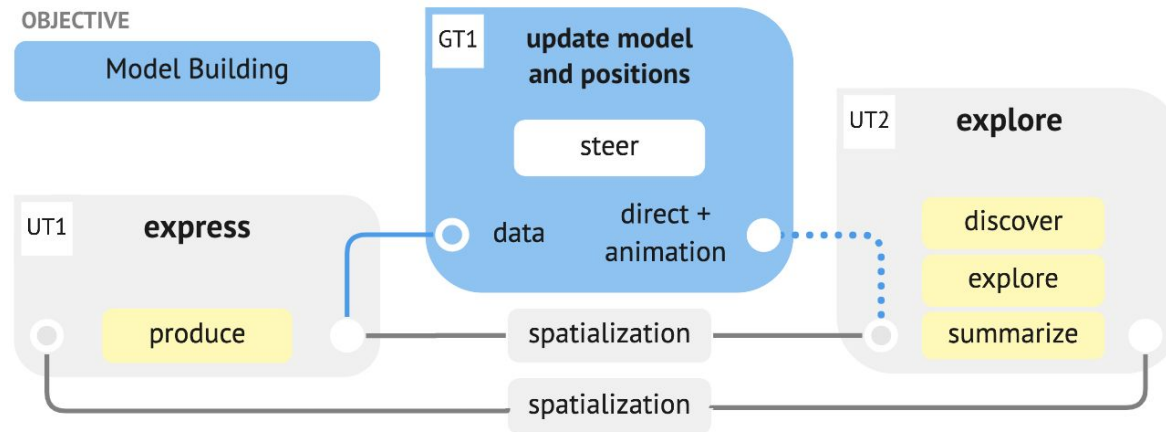 OBJECTIVE
Model Building
GT1
update model
and positions
steer
data
direct +
animation
UT1
express
produce
UT2
explore
discover
explore
summarize
spatialization
spatialization